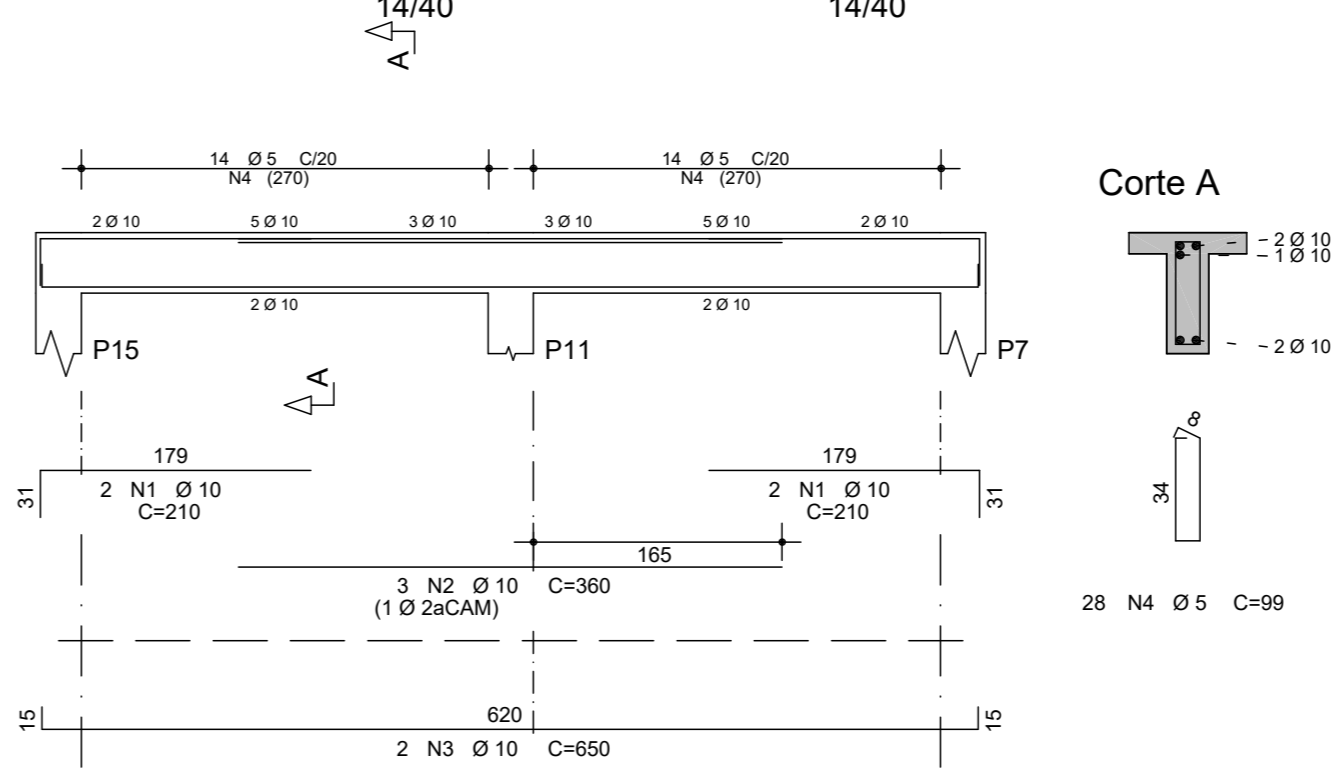 14/40 14/40
A
14 Ø 5 C/20 14 Ø 5 C/20
N4 (270) N4 (270)
Corte A
2 Ø 10 5 Ø 10 3 Ø 10 3 Ø 10 5 Ø 10 2 Ø 10
2 Ø 10
1 Ø 10
2 Ø 10 2 Ø 10
2 Ø 10
P15 P11 P7
A
179 179
31 2 N1 Ø 10 2 N1 Ø 10 31
C=210 C=210
8
34
165
3 N2 Ø 10 C=360
(1 Ø 2aCAM)
28 N4 Ø 5 C=99
15 620 15
2 N3 Ø 10 C=650